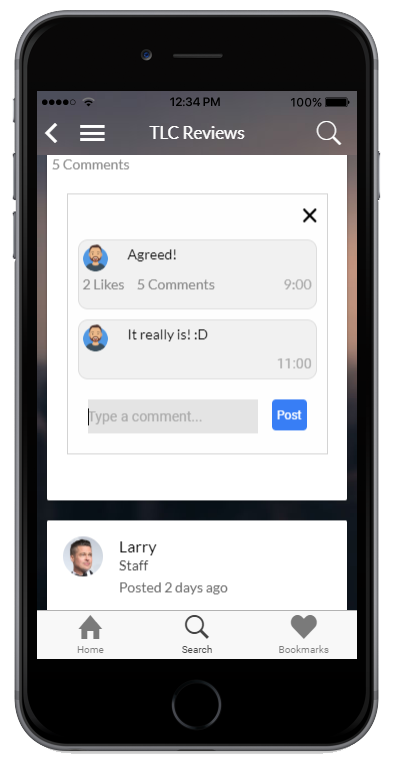 12:34 PM 100%
TLC Reviews
5 Comments
Agreed!
2 Likes 5 Comments 9:00
It really is! :D
11:00
Type a comment... Post
Larry
Staff
Posted 2 days ago
Home Search Bookmarks